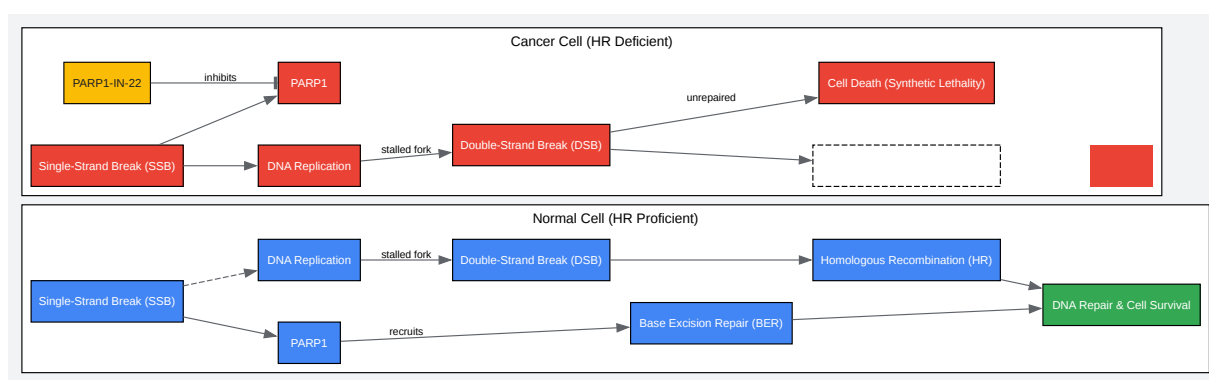 Cancer Cell (HR Deficient)
PARP1-IN-22
inhibits
PARP1
unrepaired
Cell Death (Synthetic Lethality)
Single-Strand Break (SSB)
DNA Replication
stalled fork
Double-Strand Break (DSB)
Normal Cell (HR Proficient)
DNA Replication
stalled fork
Double-Strand Break (DSB)
Homologous Recombination (HR)
Single-Strand Break (SSB)
DNA Repair & Cell Survival
PARP1
recruits
Base Excision Repair (BER)